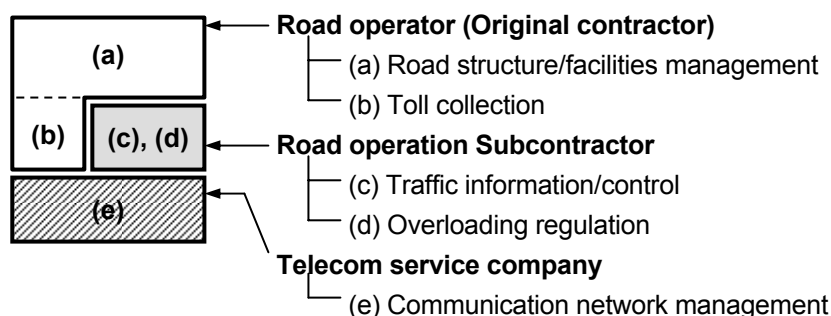 Road operator (Original contractor)
(a)
(a) Road structure/facilities management
(b) Toll collection
(b)
(c), (d)
Road operation Subcontractor
(c) Traffic information/control
(d) Overloading regulation
(e)
Telecom service company
(e) Communication network management